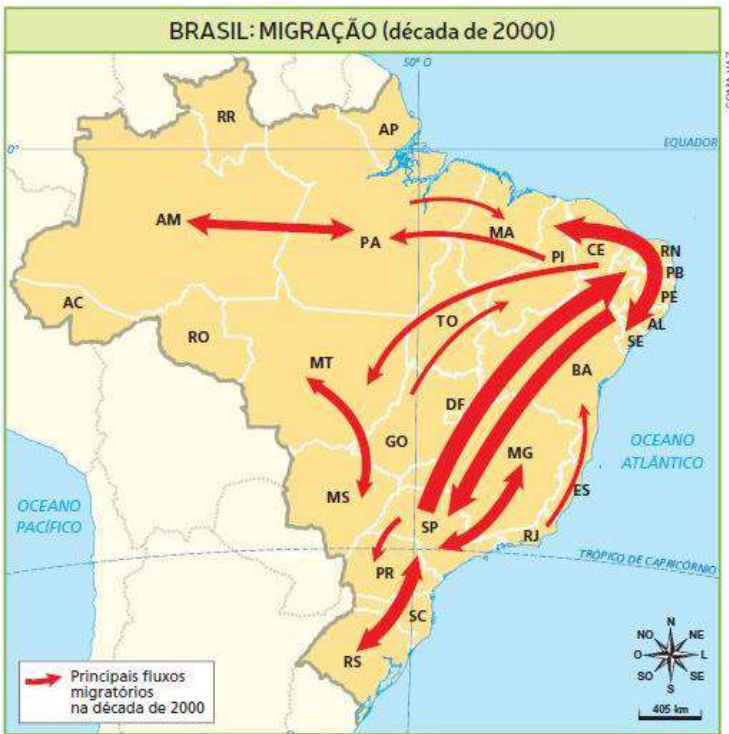 BRASIL: MIGRAÇÃO (década de 2000)
50° O
RR
AP
EQUADOR
0°
AM
PA
MA
CE
RN
PI
PB
PE
AC
TO
AL
RO
SE
MT
BA
DF
GO
MG
OCEANO
ATLÂNTICO
MS
ES
OCEANO
PACÍFICO
SP
RJ
TRÓPICO DE CAPRICÓRNIO
PR
SC
RS
N
NO
NE
O
L
SO
SE
S
405 km
Principais fluxos
migratórios
na década de 2000